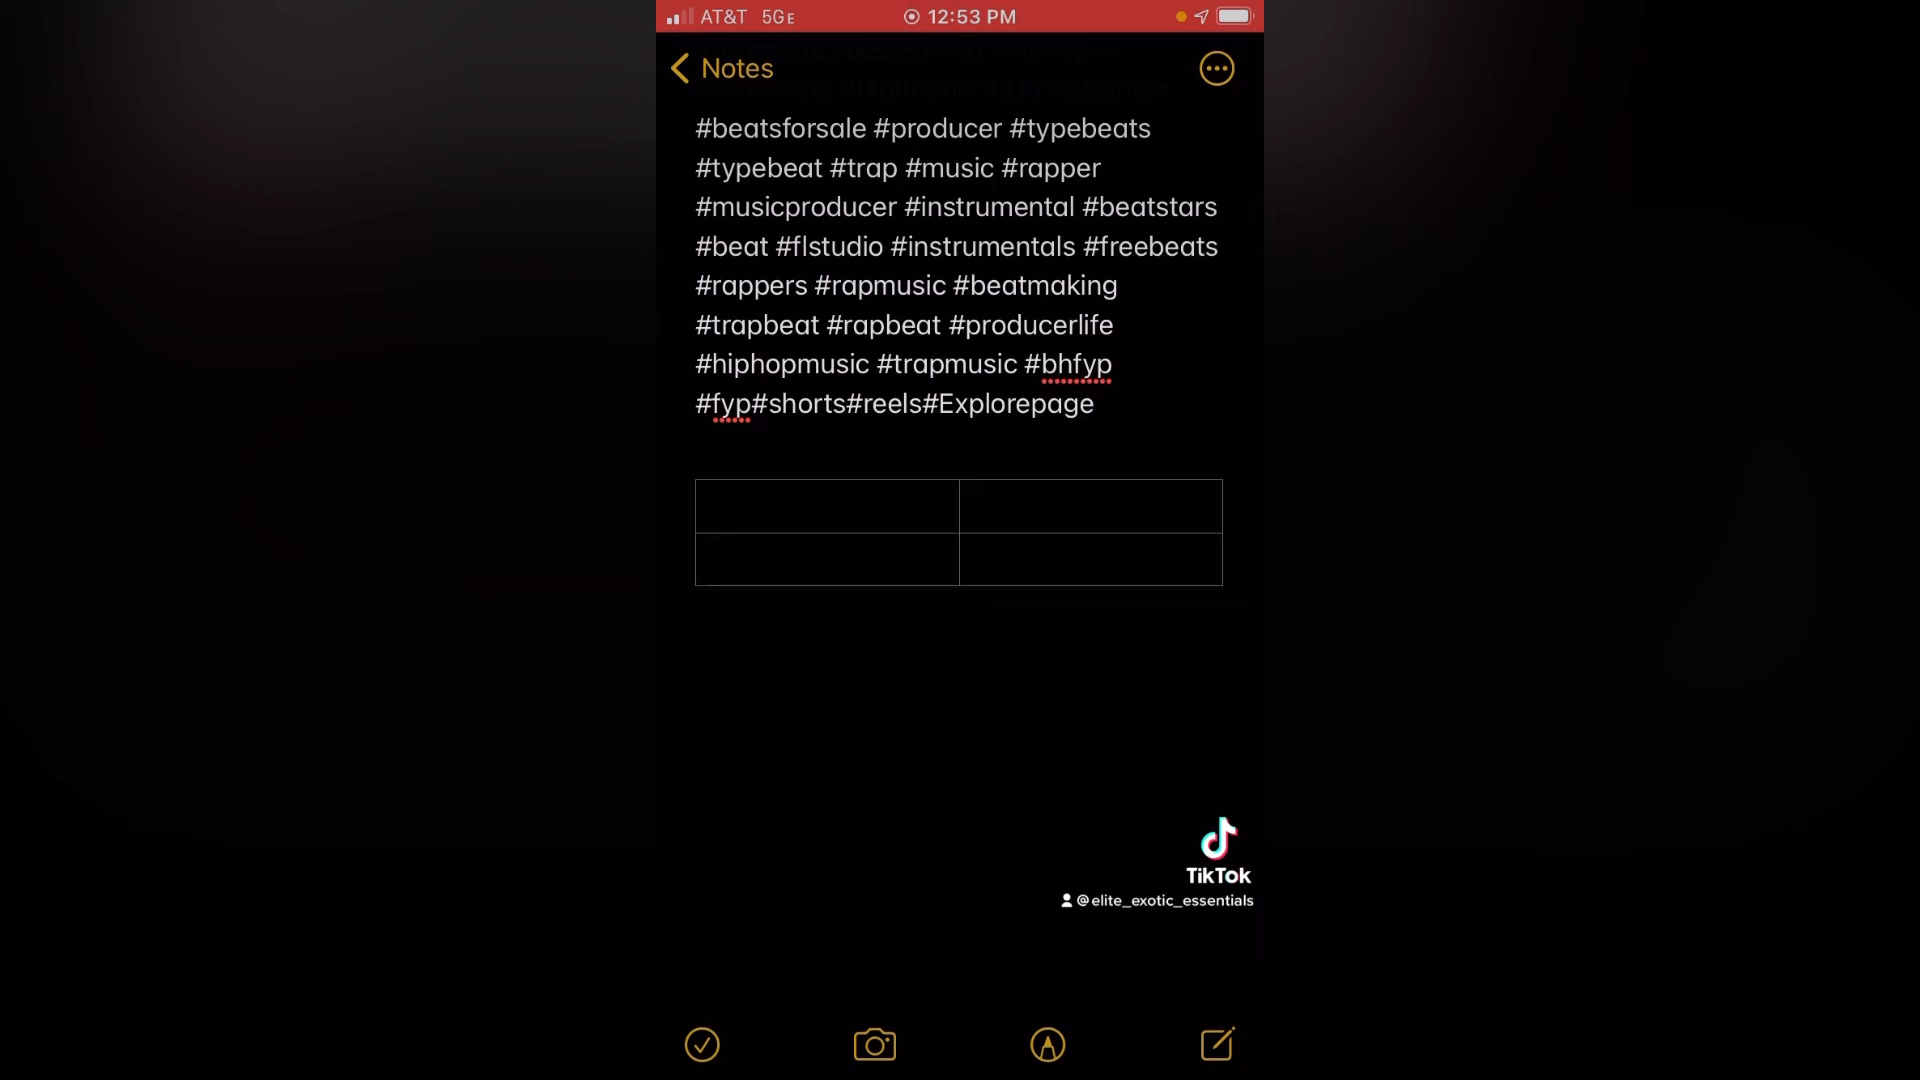 AT&T 5GE 12:53 PM
Notes
#beatsforsale #producer #typebeats
#typebeat #trap #music #rapper
#musicproducer #instrumental #beatstars
#beat #flstudio #instrumentals #freebeats
#rappers #rapmusic #beatmaking
#trapbeat #rapbeat #producerlife
#hiphopmusic #trapmusic #bhfyp
#fyp#shorts#reels#Explorepage
TikTok
@elite_exotic_essentials